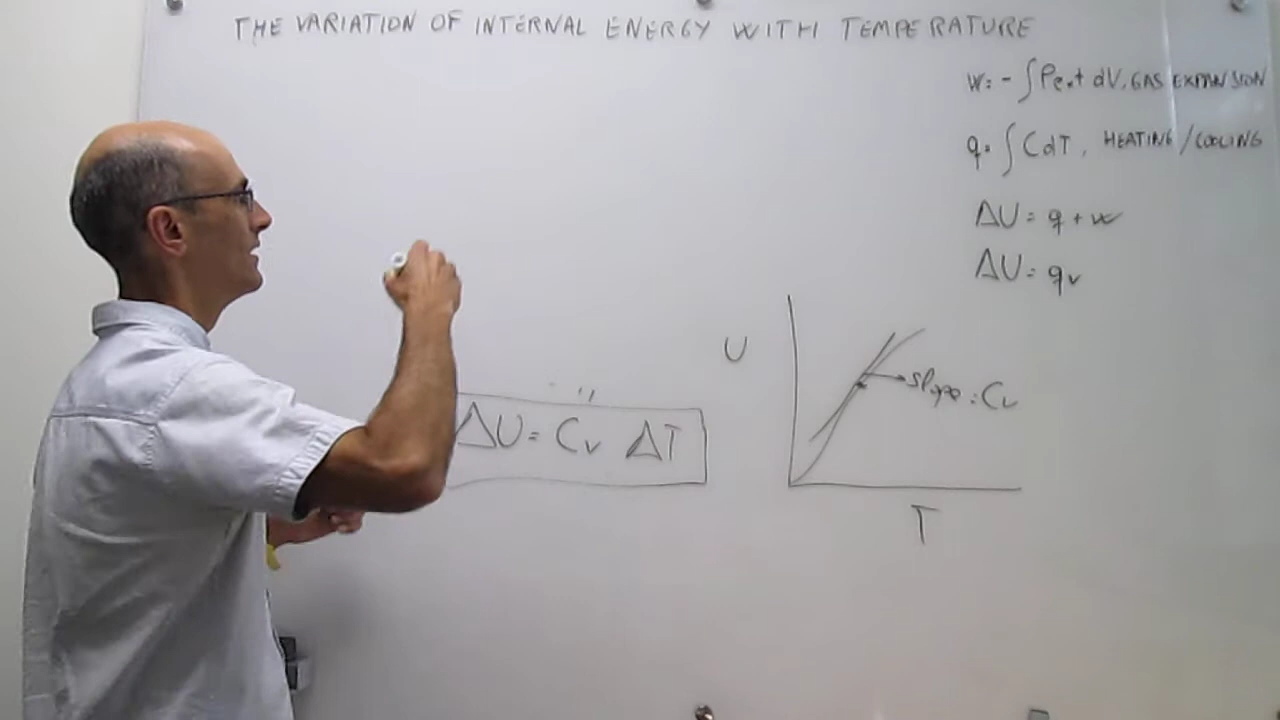 THE VARIATION OF INTERNAL ENERGY WITH TEMPERATURE
w = - ∫ Pext dV, GAS EXPANSION
q = ∫ C dT, HEATING / COOLING
ΔU = q + w
ΔU = qv
U
slope = Cv
ΔU = Cv ΔT
T